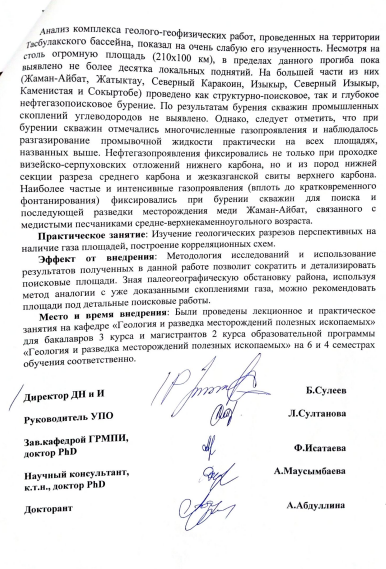 Анализ комплекса геолого-геофизических работ, проведенных на территории
Тасбулакского бассейна, показал на очень слабую его изученность. Несмотря на
столь огромную площадь (210x100 км), в пределах данного прогиба пока
выявлено не более десятка локальных поднятий. На большей части из них
(Жаман-Айбат, Жатыктау, Северный Каракоин, Изыкыр, Северный Изыкыр,
Каменистая и Сокыртобе) проведено как структурно-поисковое, так и глубокое
нефтегазопоисковое бурение. По результатам бурения скважин промышленных
скоплений углеводородов не выявлено. Однако, следует отметить, что при
бурении скважин отмечались многочисленные газопроявления и наблюдалось
разгазирование промывочной жидкости практически на всех площадях,
названных выше. Нефтегазопроявления фиксировались не только при проходке
визейско-серпуховских отложений нижнего карбона, но и из пород нижней
секции разреза среднего карбона и жезказганской свиты верхнего карбона.
Наиболее частые и интенсивные газопроявления (вплоть до кратковременного
фонтанирования) фиксировались при бурении скважин для поиска и
последующей разведки месторождения меди Жаман-Айбат, связанного с
медистыми песчаниками средне-верхнекаменноугольного возраста.
Практическое занятие: Изучение геологических разрезов перспективных на
наличие газа площадей, построение корреляционных схем.
Эффект от внедрения: Методология исследований и использование
результатов полученных в данной работе позволит сократит и детализировать
поисковые площади. Зная палеогеографическую обстановку района, используя
метод аналогии с уже доказанными скоплениями газа, можно рекомендовать
площади под детальные поисковые работы.
Место и время внедрения: Были проведены лекционное и практическое
занятия на кафедре «Геология и разведка месторождений полезных ископаемых» для
бакалавров 3 курса и магистрантов 2 курса образовательной программы
«Геология и разведка месторождений полезных ископаемых» на 6 и 4 семестрах
обучения соответственно.
Директор ДН и И Б.Сулеев
Руководитель УПО Л.Султанова
Зав.кафедрой ГРМПИ,
доктор PhD Ф.Исатаева
Научный консультант,
к.т.н., доктор PhD А.Маусымбаева
Докторант А.Абдуллина